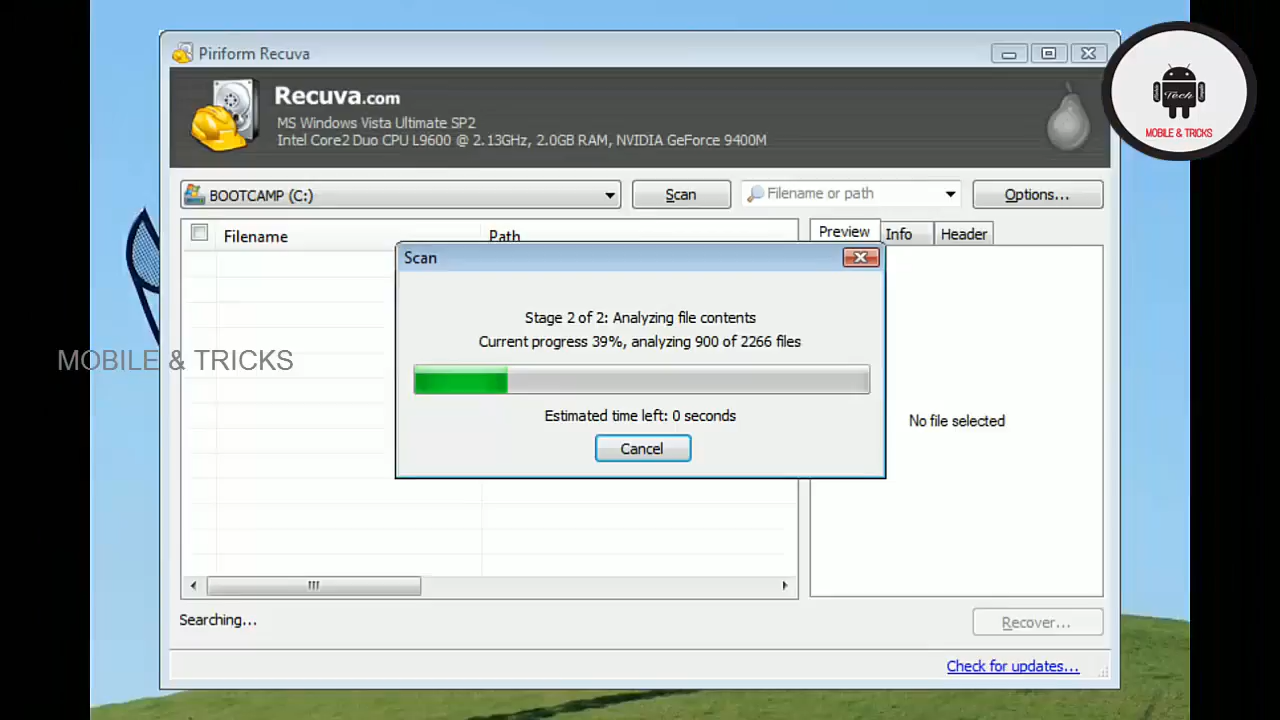 Piriform Recuva
Recuva.com
MS Windows Vista Ultimate SP2
Intel Core2 Duo CPU L9600 @ 2.13GHz, 2.0GB RAM, NVIDIA GeForce 9400M
Tech
MOBILE & TRICKS
BOOTCAMP (C:)
Scan
Filename or path
Options...
Filename
Path
Preview
Info
Header
Scan
Stage 2 of 2: Analyzing file contents
Current progress 39%, analyzing 900 of 2266 files
Estimated time left: 0 seconds
Cancel
MOBILE & TRICKS
No file selected
Searching...
Recover...
Check for updates...